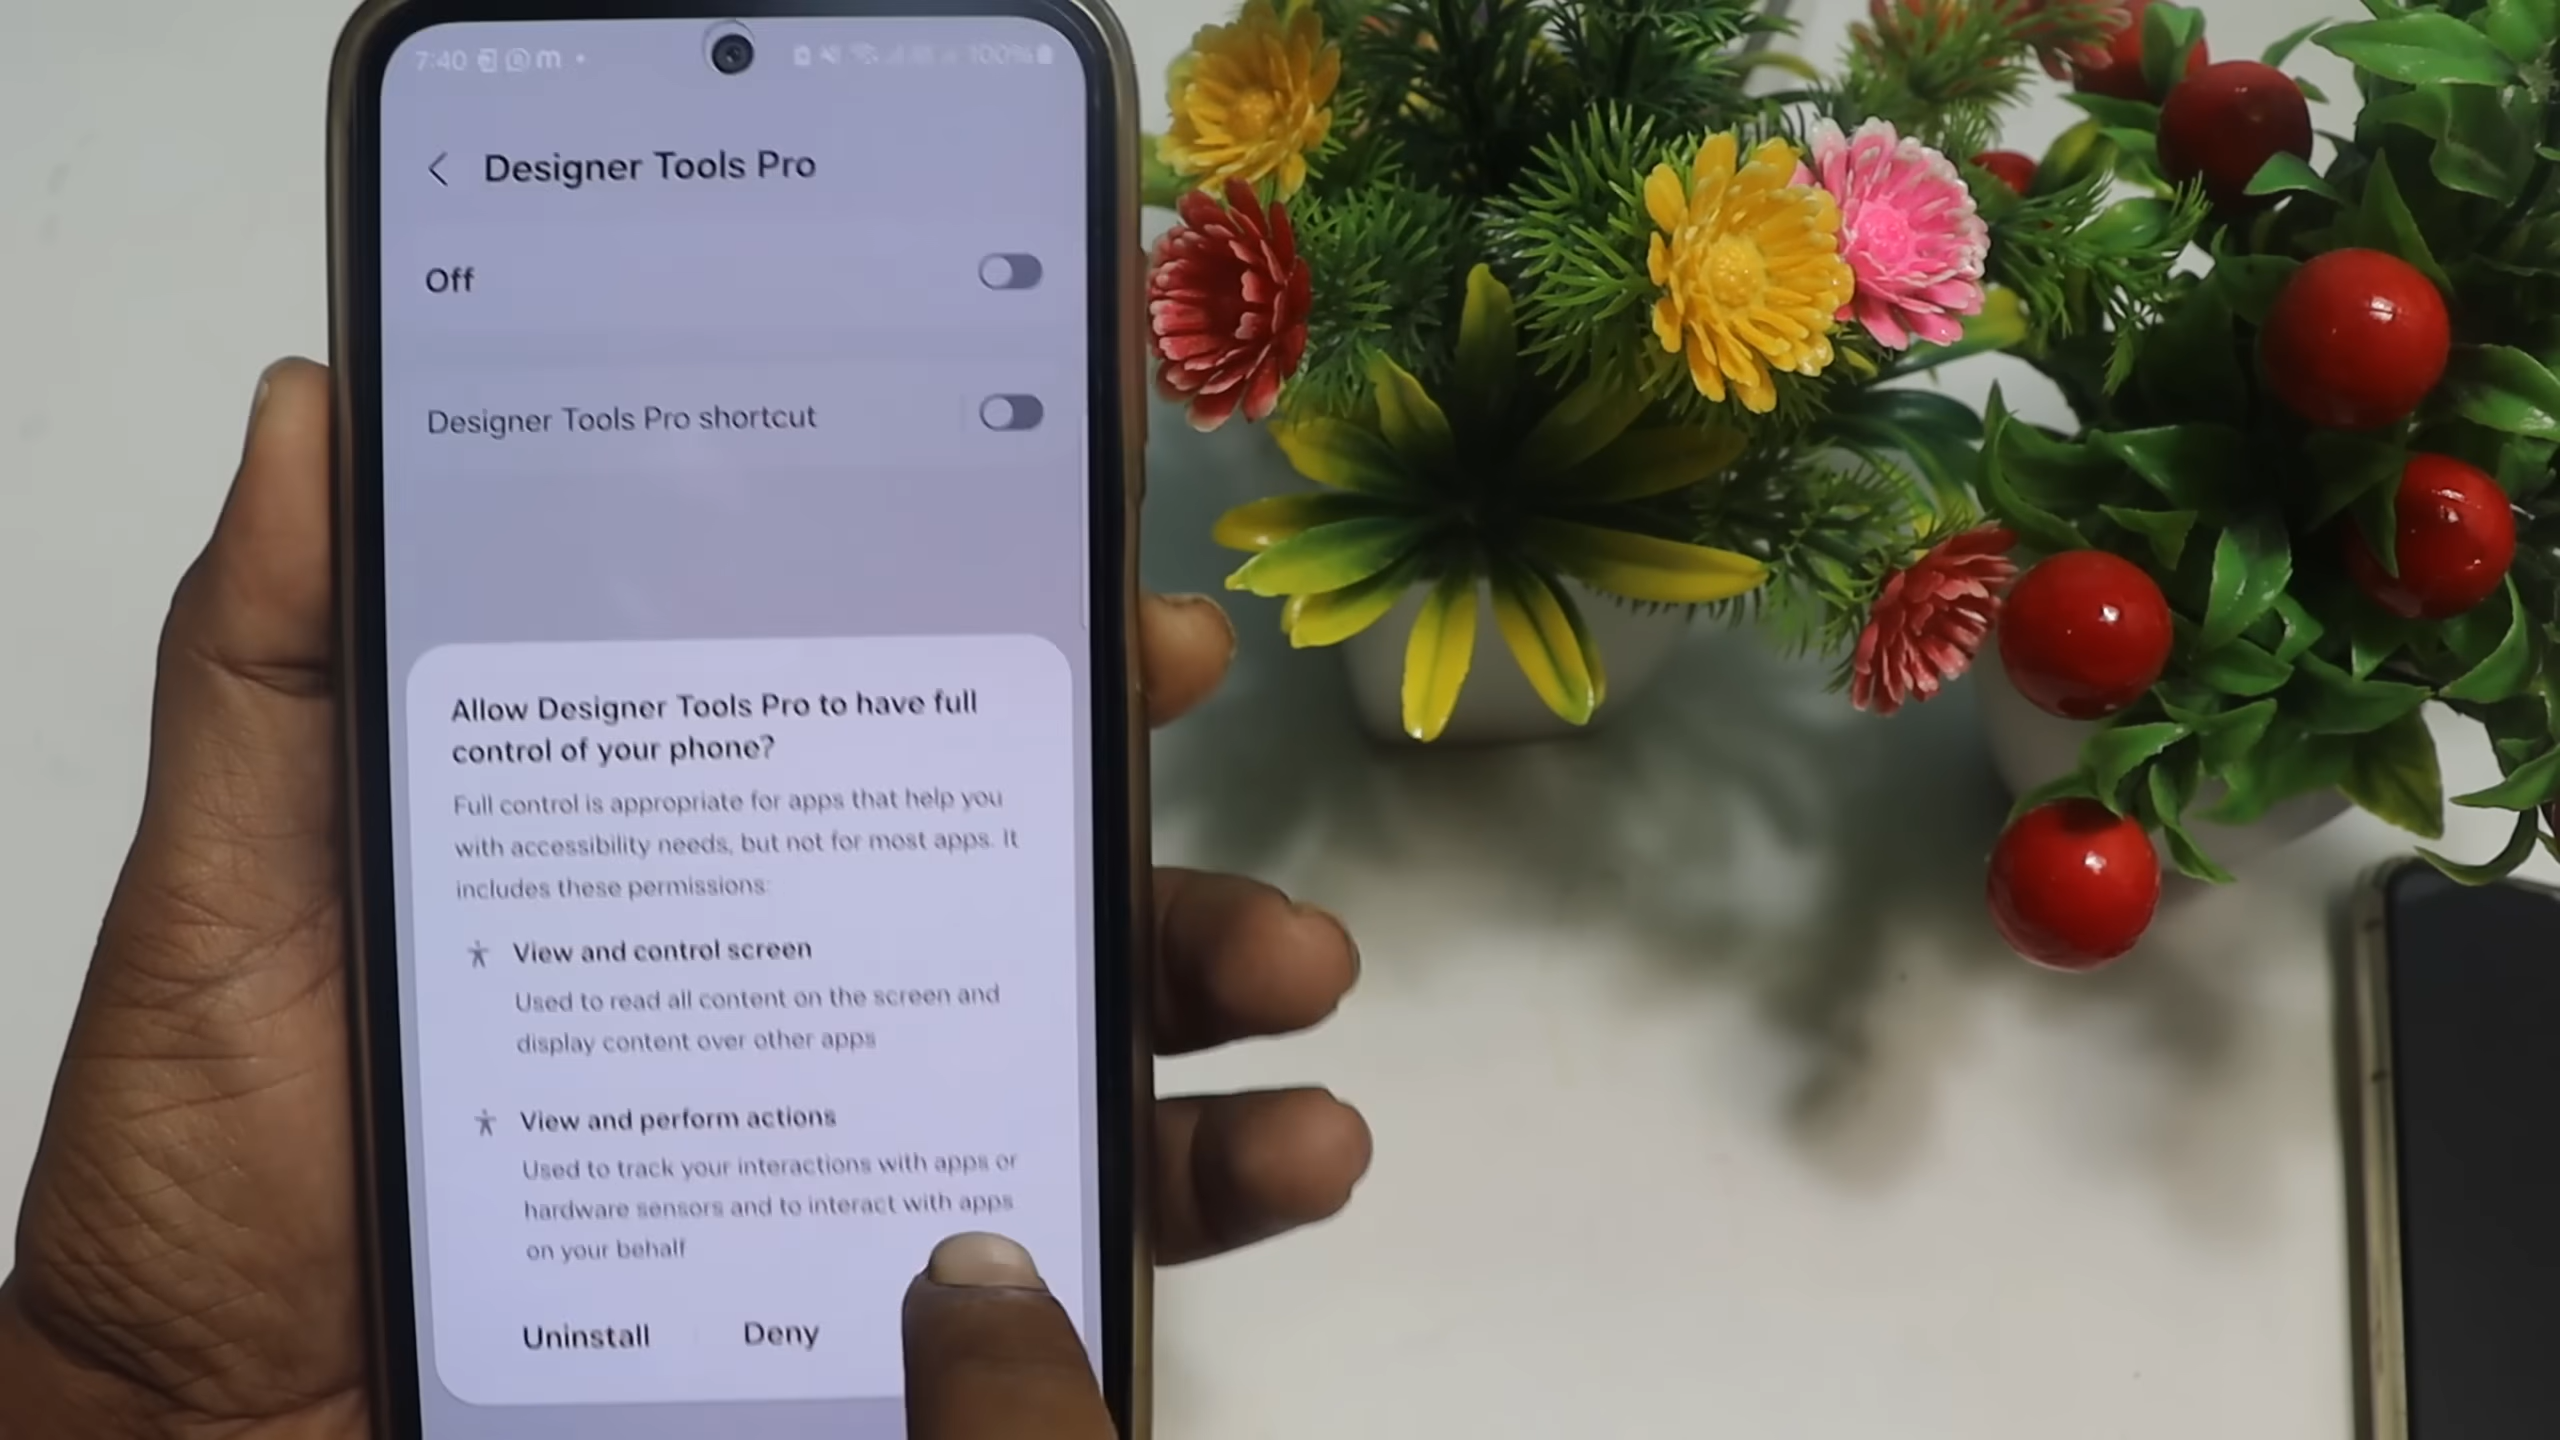 7:40 m 100%
Designer Tools Pro
Off
Designer Tools Pro shortcut
Allow Designer Tools Pro to have full
control of your phone?
Full control is appropriate for apps that help you
with accessibility needs, but not for most apps. It
includes these permissions:
View and control screen
Used to read all content on the screen and
display content over other apps
View and perform actions
Used to track your interactions with apps or
hardware sensors and to interact with apps
on your behalf
Uninstall Deny